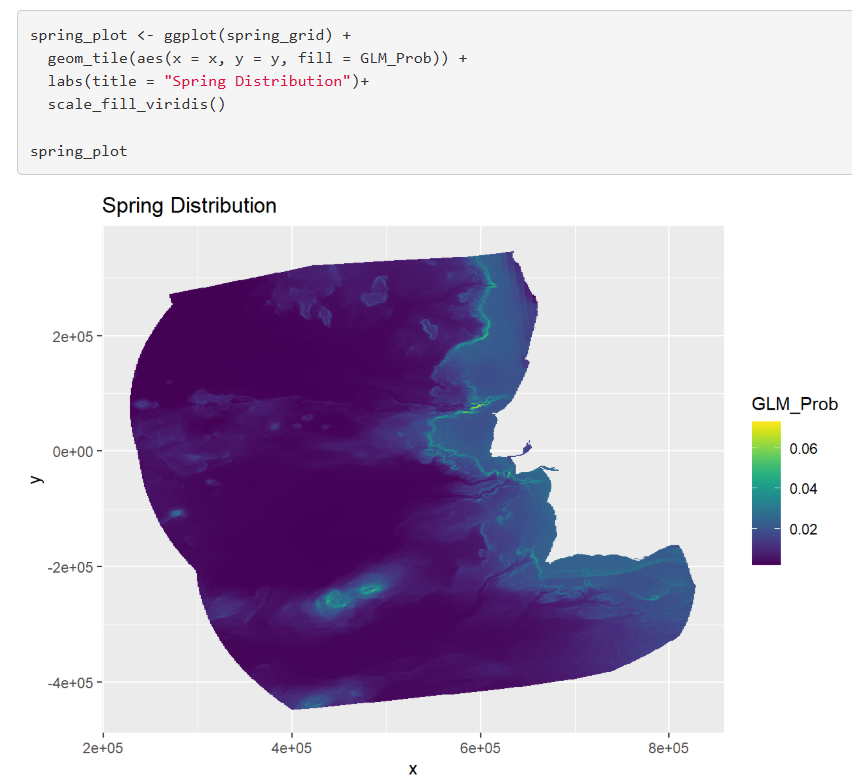 spring_plot <- ggplot(spring_grid) +
  geom_tile(aes(x = x, y = y, fill = GLM_Prob)) +
  labs(title = "Spring Distribution")+
  scale_fill_viridis()
spring_plot
Spring Distribution
2e+05
0e+00
-2e+05
-4e+05
y
2e+05 4e+05 6e+05 8e+05
x
GLM_Prob
0.06
0.04
0.02